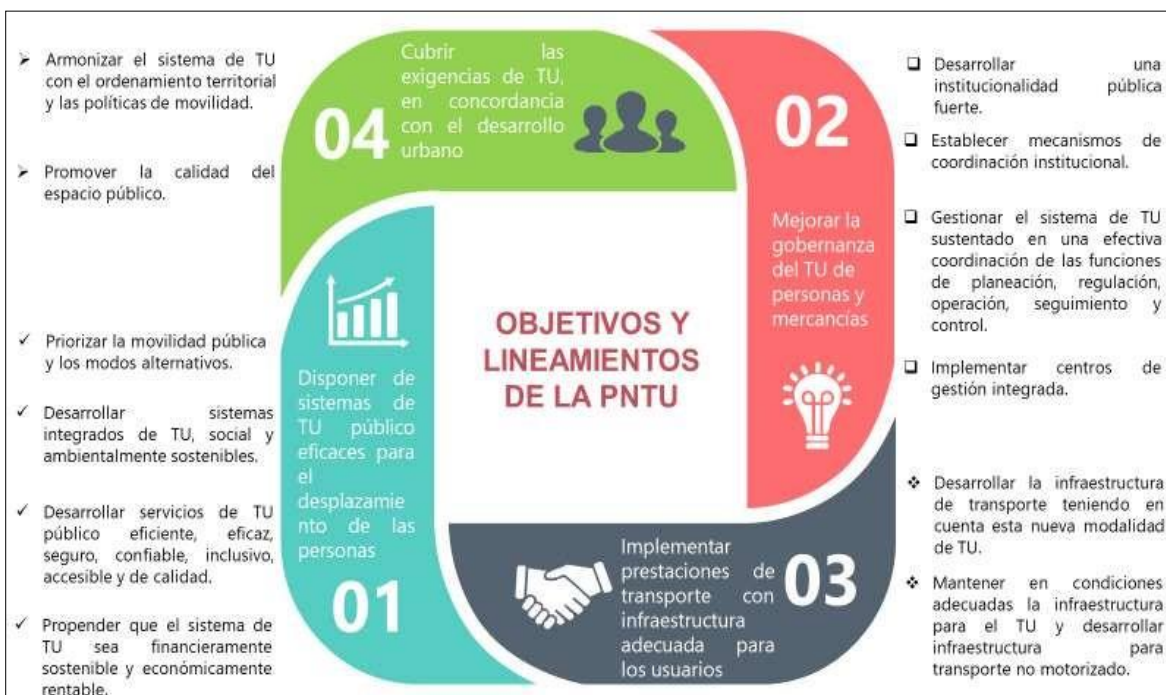 Armonizar el sistema de TU
con el ordenamiento territorial
y las políticas de movilidad.
Promover la calidad del
espacio público.
Priorizar la movilidad pública
y los modos alternativos.
Desarrollar sistemas
integrados de TU, social y
ambientalmente sostenibles.
Desarrollar servicios de TU
público eficiente, eficaz,
seguro, confiable, inclusivo,
accesible y de calidad.
Propender que el sistema de
TU sea financieramente
sostenible y económicamente
rentable.
04
Cubrir las
exigencias de TU,
en concordancia
con el desarrollo
urbano
Disponer de
sistemas de
TU público
eficaces para
el
desplazamie
nto de las
personas
01
OBJETIVOS Y
LINEAMIENTOS
DE LA PNTU
02
Mejorar la
gobernanza
del TU de
personas y
mercancías
Implementar
prestaciones de
transporte con
infraestructura
adecuada para
los usuarios
03
Desarrollar una
institucionalidad pública
fuerte.
Establecer mecanismos de
coordinación institucional.
Gestionar el sistema de TU
sustentado en una efectiva
coordinación de las funciones
de planeación, regulación,
operación, seguimiento y
control.
Implementar centros de
gestión integrada.
Desarrollar la infraestructura
de transporte teniendo en
cuenta esta nueva modalidad
de TU.
Mantener en condiciones
adecuadas la infraestructura
para el TU y desarrollar
infraestructura para
transporte no motorizado.